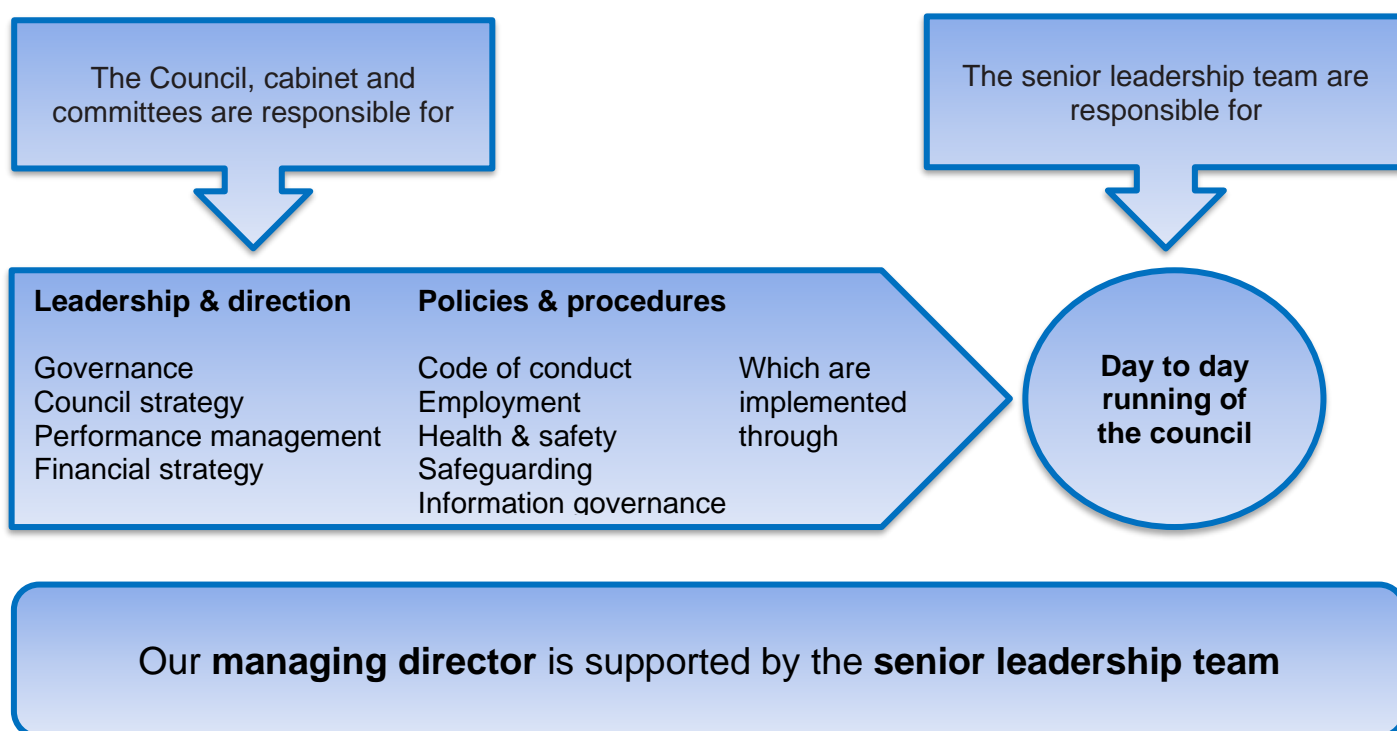 The Council, cabinet and
committees are responsible for
The senior leadership team are
responsible for
Leadership & direction
Governance
Council strategy
Performance management
Financial strategy
Policies & procedures
Code of conduct
Employment
Health & safety
Safeguarding
Information governance
Which are
implemented
through
Day to day
running of
the council
Our managing director is supported by the senior leadership team